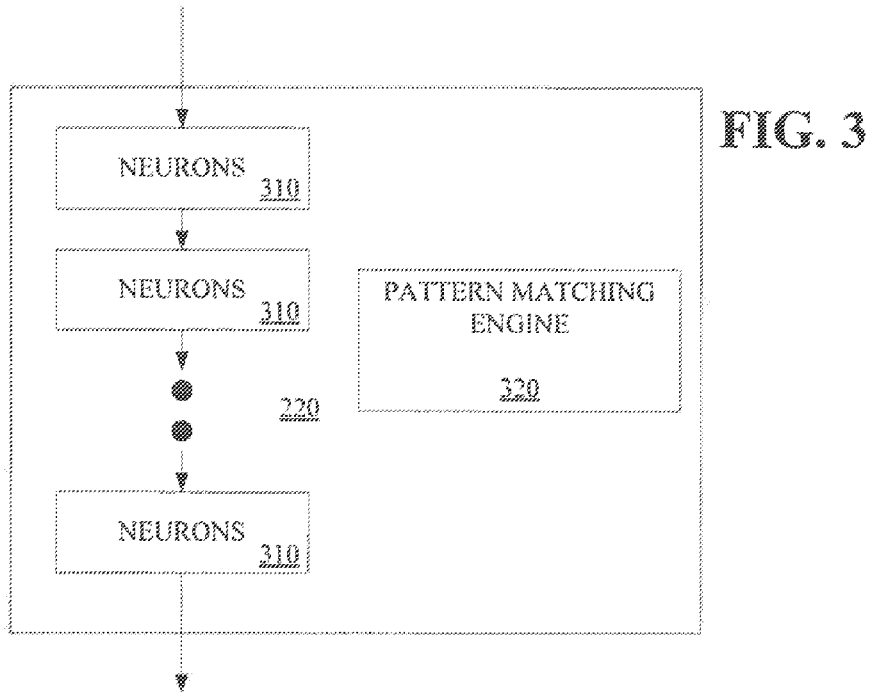 FIG. 3
NEURONS
310
NEURONS
310
PATTERN MATCHING
ENGINE
320
220
NEURONS
310